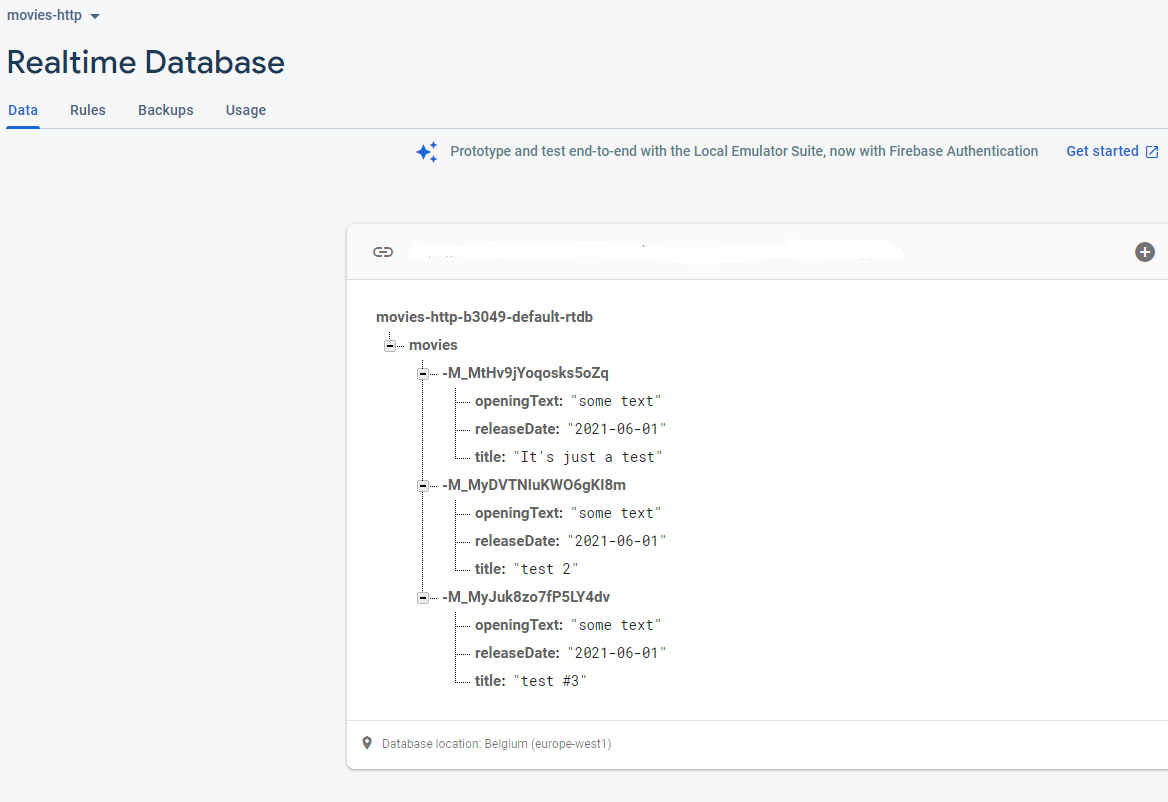 movies-http
Realtime Database
Data Rules Backups Usage
Prototype and test end-to-end with the Local Emulator Suite, now with Firebase Authentication Get started
movies-http-b3049-default-rtdb
movies
-M_MtHv9jYoqosks5oZq
openingText: "some text"
releaseDate: "2021-06-01"
title: "It's just a test"
-M_MyDVTNIuKWO6gKI8m
openingText: "some text"
releaseDate: "2021-06-01"
title: "test 2"
-M_MyJuk8zo7fP5LY4dv
openingText: "some text"
releaseDate: "2021-06-01"
title: "test #3"
Database location: Belgium (europe-west1)